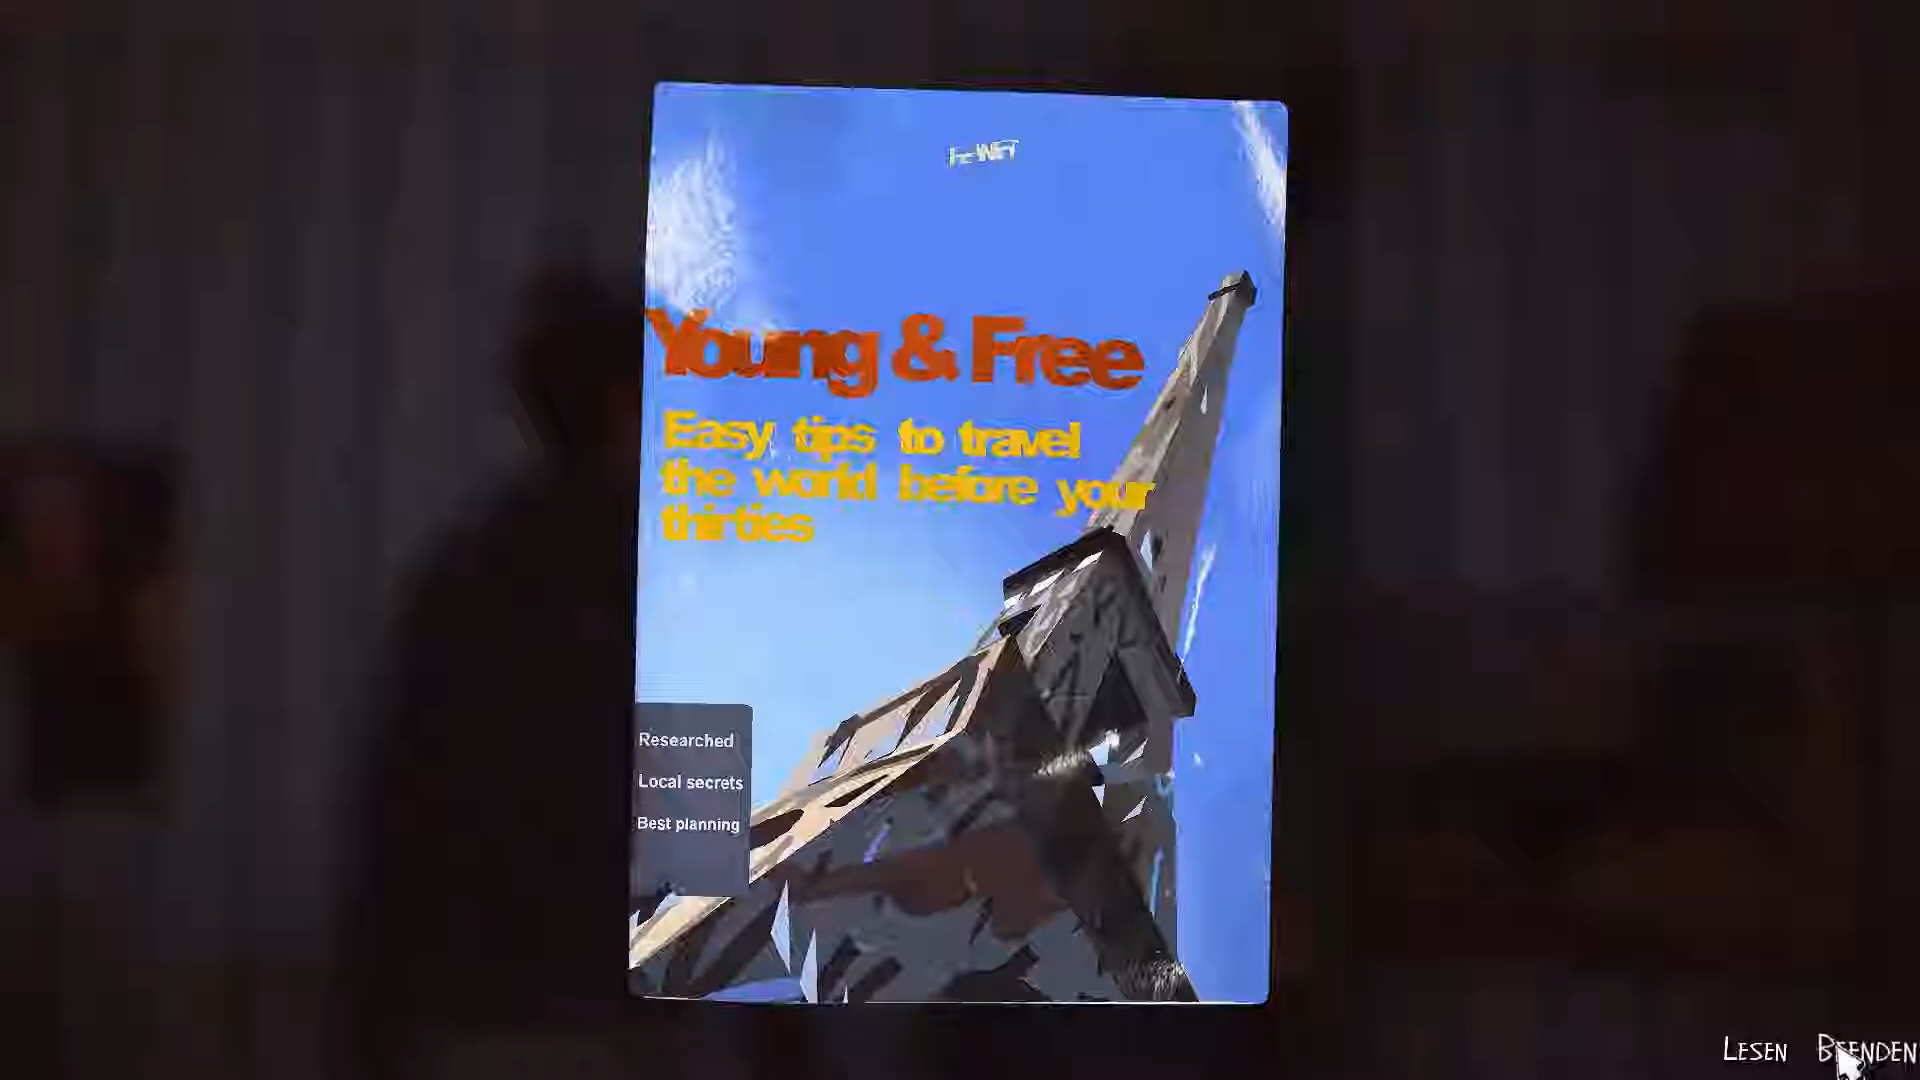 Young & Free
Easy tips to travel
the world before your
thirties
Researched
Local secrets
Best planning
LESEN BEENDEN